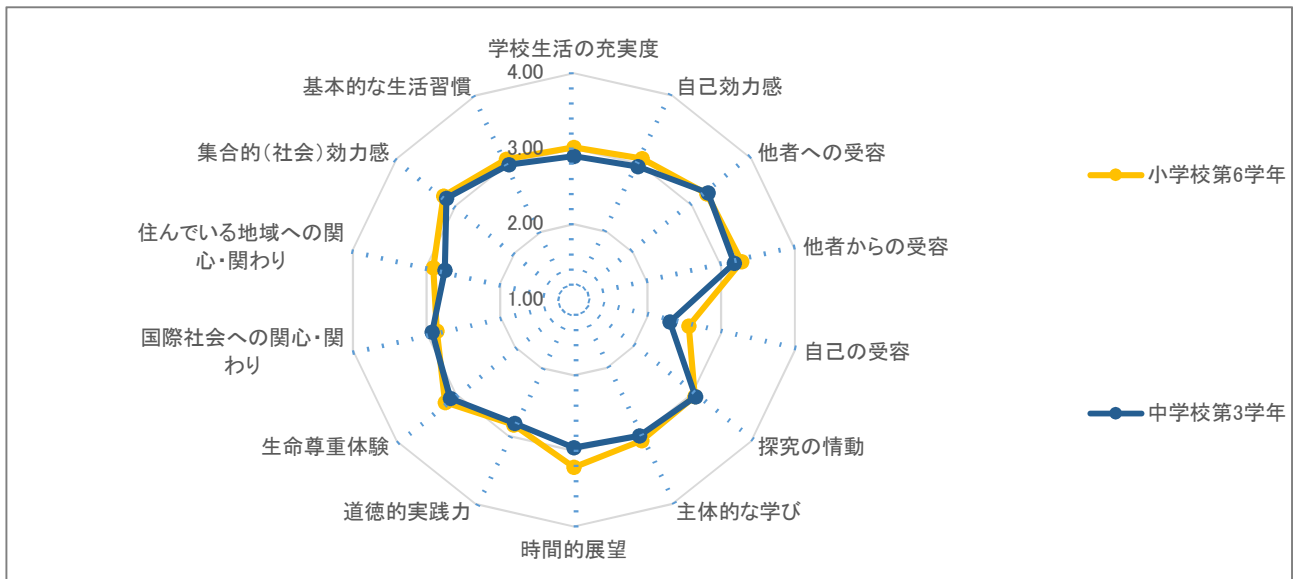 学校生活の充実度
4.00
自己効力感
基本的な生活習慣
3.00
他者への受容
集合的(社会)効力感
小学校第6学年
2.00
住んでいる地域への関
心・関わり
他者からの受容
1.00
国際社会への関心・関
わり
自己の受容
中学校第3学年
生命尊重体験
探究の情動
道徳的実践力
主体的な学び
時間的展望